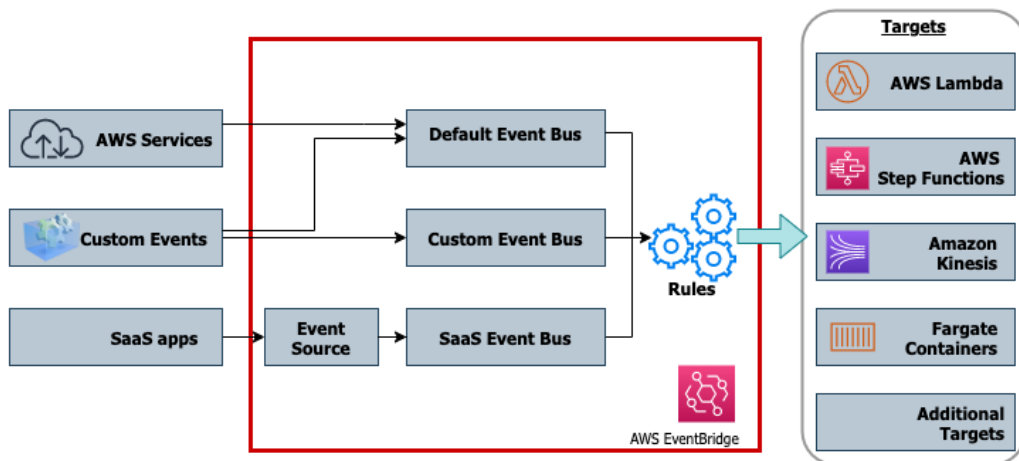 Targets
AWS Lambda
AWS Services
Default Event Bus
AWS
Step Functions
Custom Events
Custom Event Bus
Rules
Amazon
Kinesis
SaaS apps
Event
Source
SaaS Event Bus
Fargate
Containers
AWS EventBridge
Additional
Targets